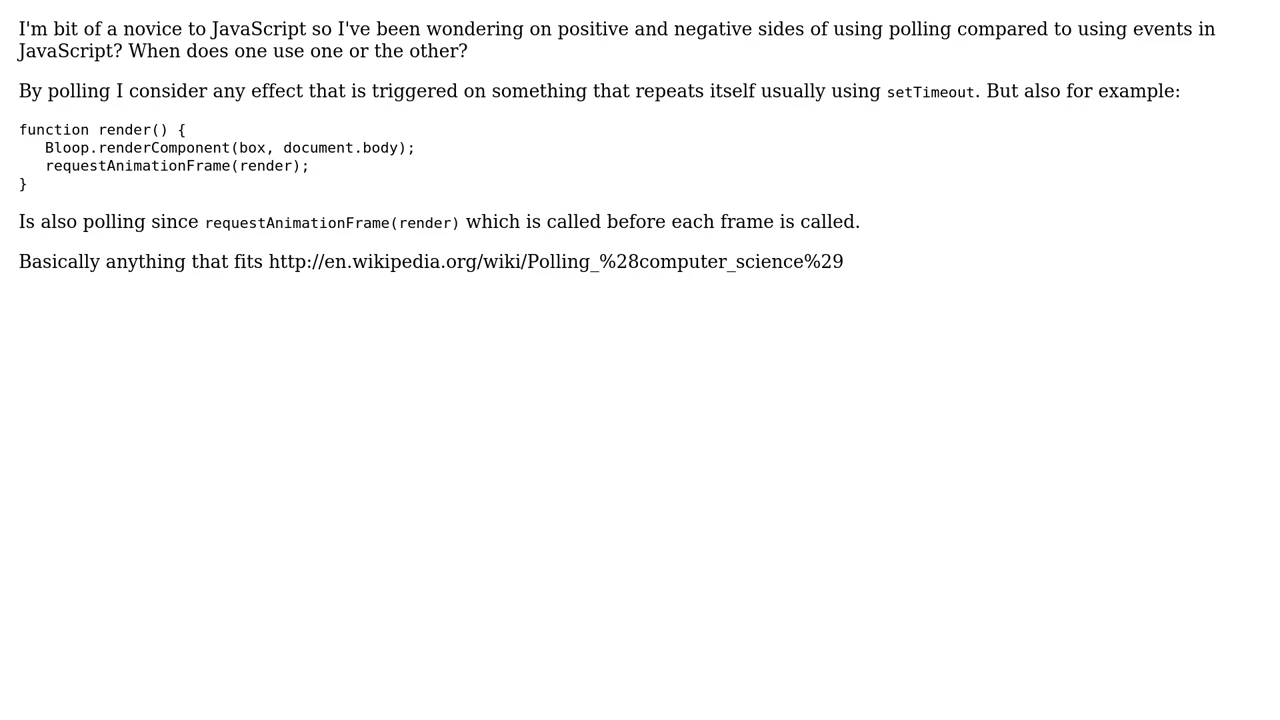 I'm bit of a novice to JavaScript so I've been wondering on positive and negative sides of using polling compared to using events in
JavaScript? When does one use one or the other?
By polling I consider any effect that is triggered on something that repeats itself usually using setTimeout. But also for example:
function render() {
   Bloop.renderComponent(box, document.body);
   requestAnimationFrame(render);
}
Is also polling since requestAnimationFrame(render) which is called before each frame is called.
Basically anything that fits http://en.wikipedia.org/wiki/Polling_%28computer_science%29